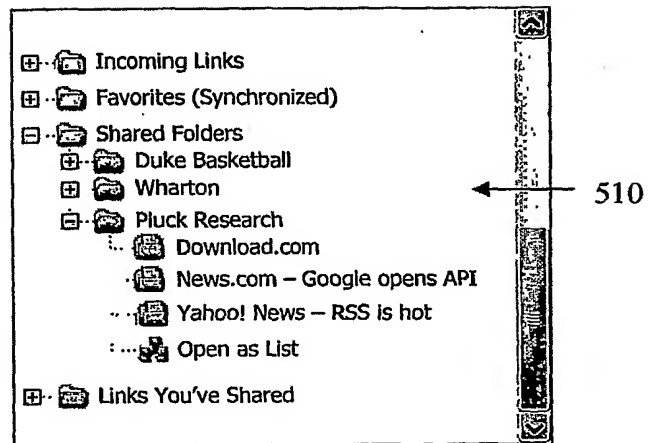 Incoming Links
Favorites (Synchronized)
Shared Folders
Duke Basketball
Wharton
510
Pluck Research
Download.com
News.com – Google opens API
Yahoo! News – RSS is hot
Open as List
Links You've Shared